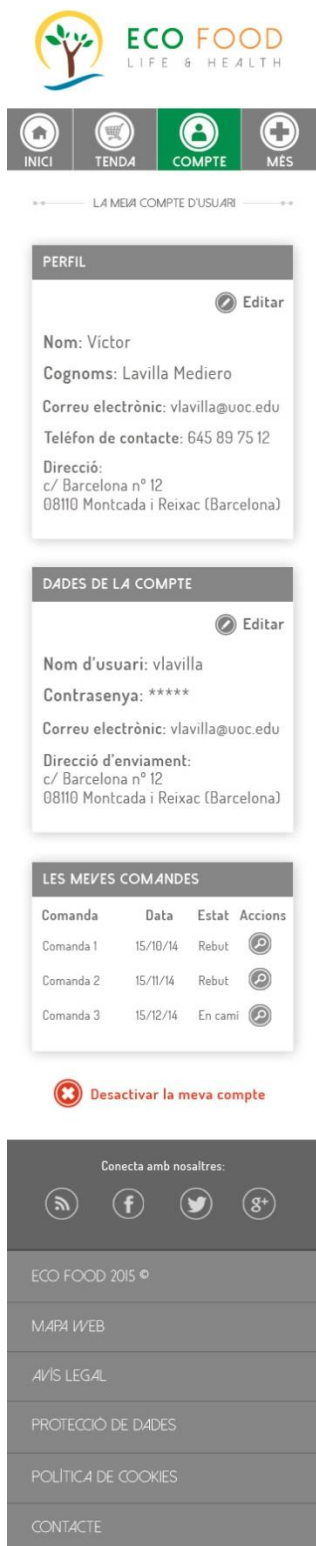 ECO FOOD
LIFE & HEALTH
INICI
TENDA
COMPTE
MÉS
LA MEVA COMPTE D'USUARI
PERFIL
Editar
Nom: Victor
Cognoms: Lavilla Mediero
Correu electrònic: vlavilla@uoc.edu
Teléfon de contacte: 645 89 75 12
Direcció:
c/ Barcelona nº 12
08110 Montcada i Reixac (Barcelona)
DADES DE LA COMPTE
Editar
Nom d'usuari: vlavilla
Contrasenya: *****
Correu electrònic: vlavilla@uoc.edu
Direcció d'enviament:
c/ Barcelona nº 12
08110 Montcada i Reixac (Barcelona)
LES MEVES COMANDES
Comanda Data Estat Accions
Comanda 1 15/10/14 Rebut
Comanda 2 15/11/14 Rebut
Comanda 3 15/12/14 En camí
Desactivar la meva compte
Conecta amb nosaltres:
f g+
ECO FOOD 2015 ©
MAPA WEB
AVÍS LEGAL
PROTECCIÓ DE DADES
POLÍTICA DE COOKIES
CONTACTE